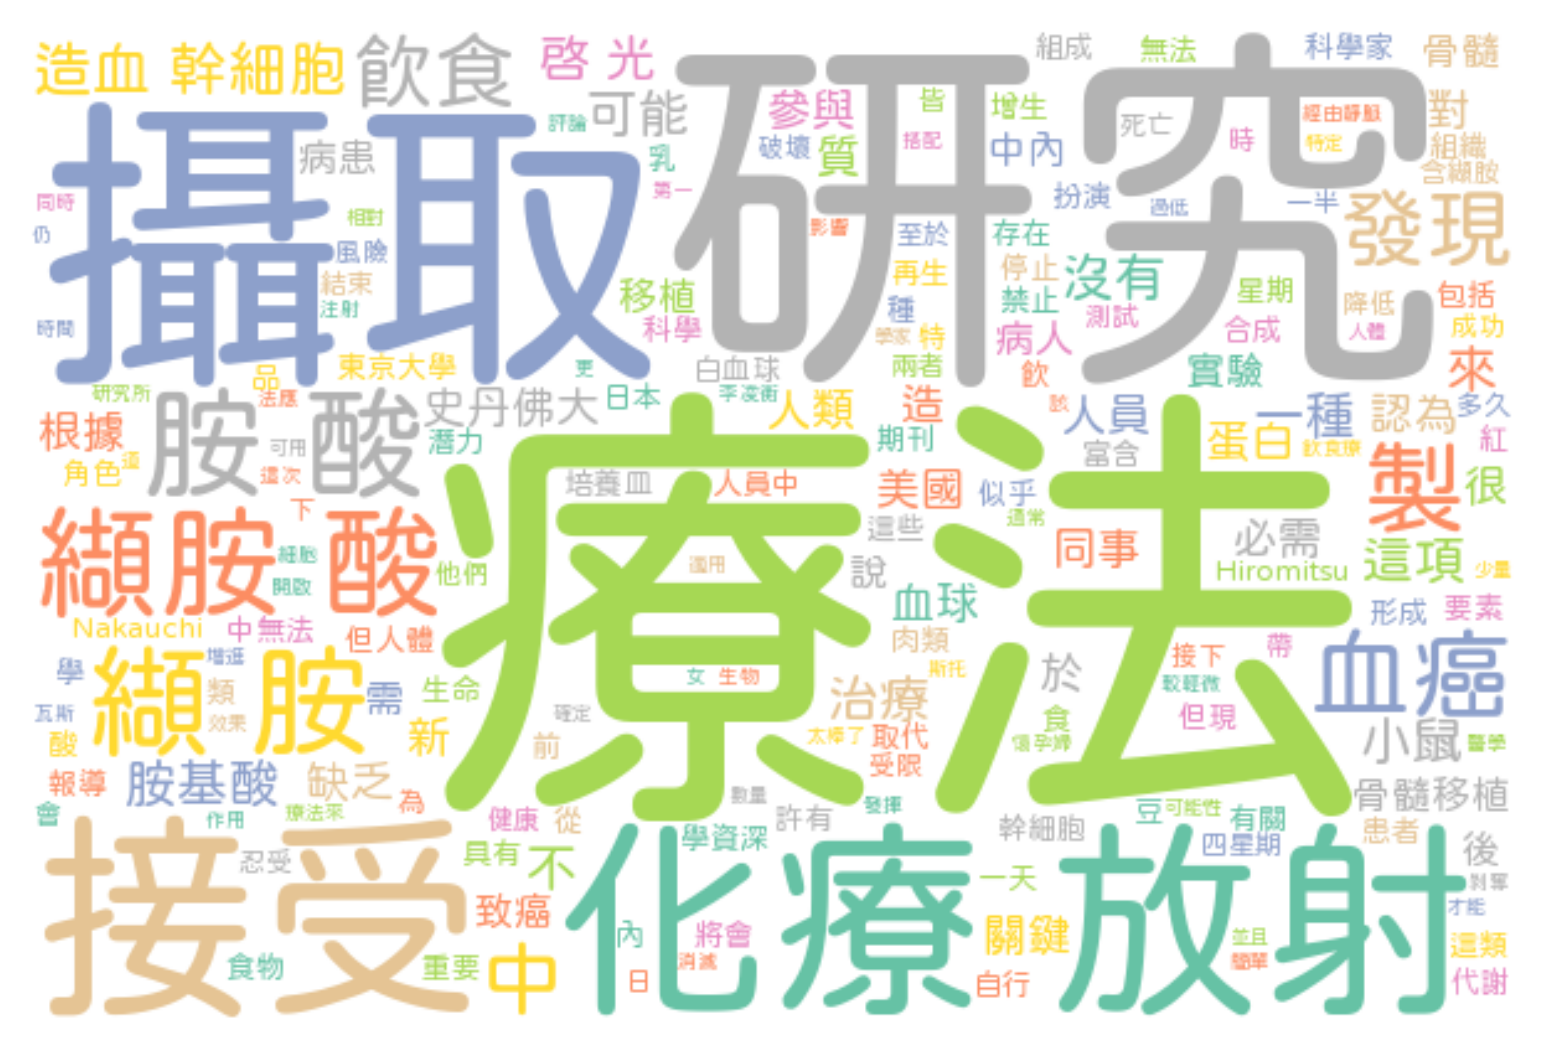 造血 幹細胞
飲食
啓 光
研究
組成
無法
科學家
骨髓
攝取
病患
評論
可能
乳
第一
參與
破壞
質
皆
搭配
增生
中內
死亡
時
經由靜脈
特定
對
組織
含纈胺
同時
仍
相對
風險
結束
注射
時間
影響
至於
存在
扮演
過低
一半
發現
移植
科學
再生
種
學家
特
停止
禁止
沒有
測試
病人
星期
合成
降低
人體
包括
成功
東京大學
品
法應
研究所
更
日本
白血球
李凌衝
兩者
飲
實驗
來
根據
角色
道
胺 酸
可用
這次
史丹佛大
潛力
人類
造
期刊
該
人員
富含
一種
蛋白
飲食療
認為
多久
紅
製
很
療法
培養皿
人員中
美國
似乎
通常
這些
同事
必需
Hiromitsu
這項
少量
纈胺 酸
下
細胞
開啟
他們
適用
說
血球
Nakauchi
中無法
但人體
肉類
形成
要素
學
增逛
纈 胺
類
效果
需
生命
女
生物
斯托
於
接下
較輕微
帶
血癌
瓦斯
酸
新
確定
前
治療
太棒了
取代
受限
食
懷孕婦
但現
小鼠
醫學
報導
胺基酸
缺乏
為
數量
發揮
骨髓移植
會
作用
療法來
健康
從
學資深
許有
幹細胞
豆
可能性
有關
四星期
患者
後
接受
忍受
具有
不
化療
一天
放射
剝奪
才能
致癌
中
內
將會
消滅
日
關鍵
自行
並且
簡單
這類
代謝
食物
重要